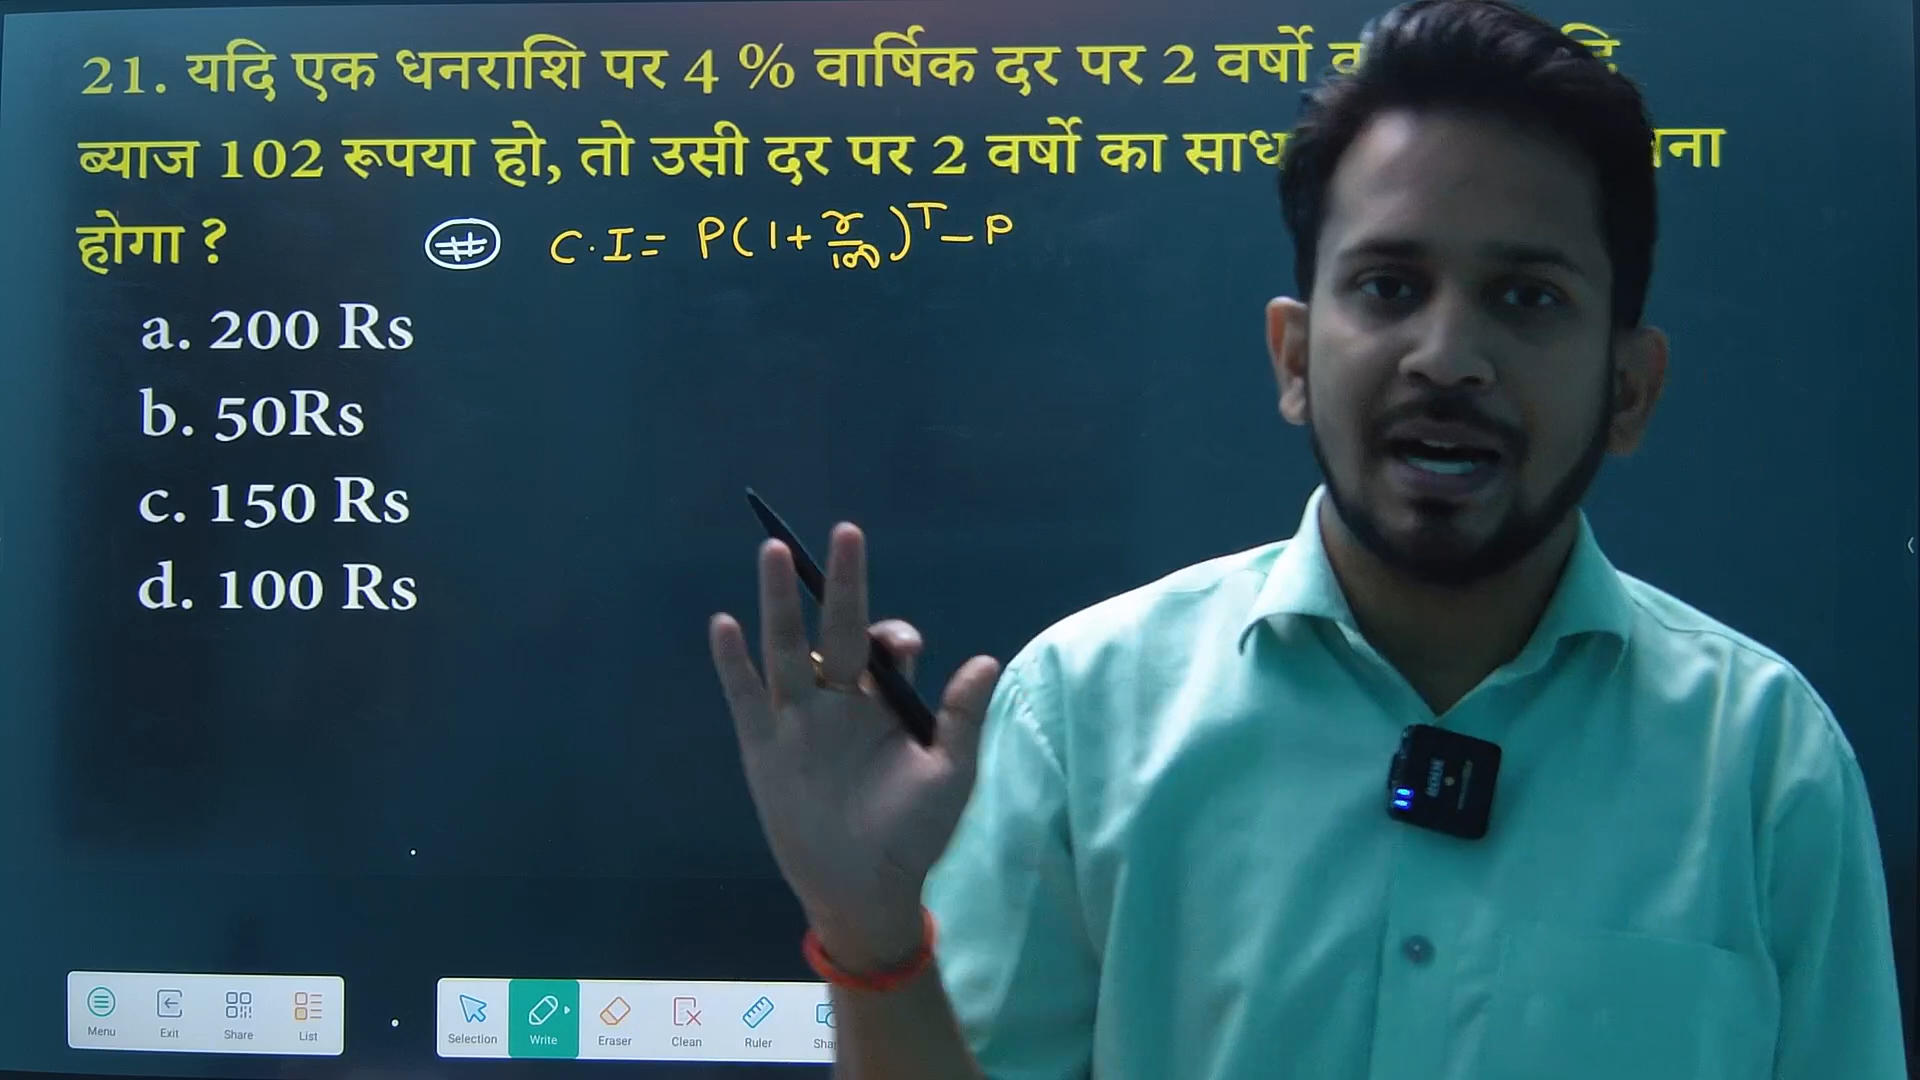 21. यदि एक धनराशि पर 4 % वार्षिक दर पर 2 वर्षों
ब्याज 102 रूपया हो, तो उसी दर पर 2 वर्षों का
होगा ?
# C.I = P(1+r/100)^T - P
a. 200 Rs
b. 50Rs
c. 150 Rs
d. 100 Rs
RODE
Menu Exit Share List
Selection Write Eraser Clean Ruler